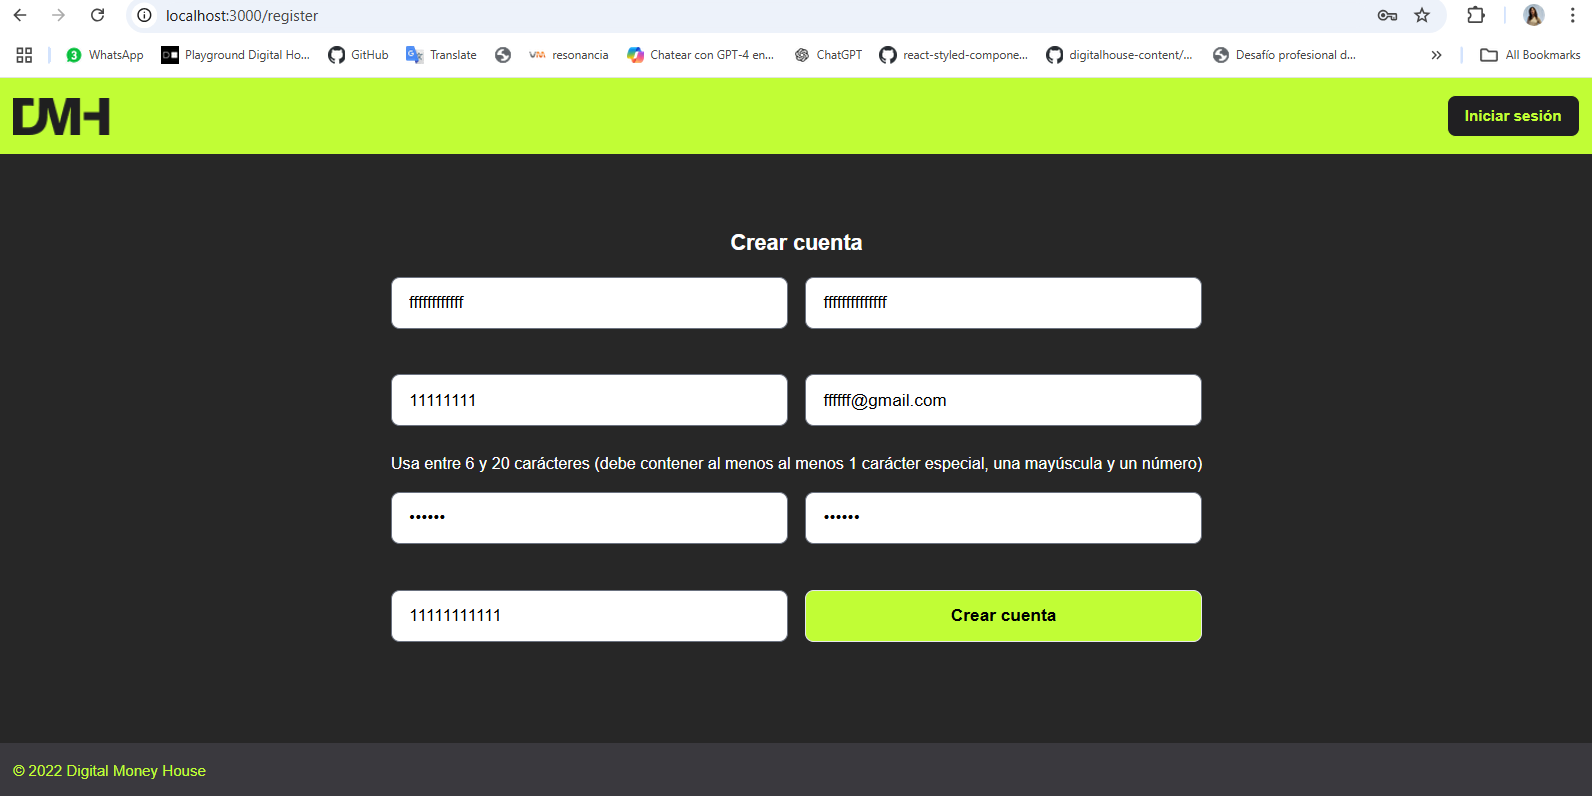 localhost:3000/register
3 WhatsApp Playground Digital Ho... GitHub Translate resonancia Chatear con GPT-4 en... ChatGPT react-styled-compone... digitalhouse-content/... Desafío profesional d... » All Bookmarks
DMH Iniciar sesión
Crear cuenta
ffffffffffff ffffffffffffff
11111111 ffffff@gmail.com
Usa entre 6 y 20 carácteres (debe contener al menos al menos 1 carácter especial, una mayúscula y un número)
•••••• ••••••
11111111111 Crear cuenta
© 2022 Digital Money House